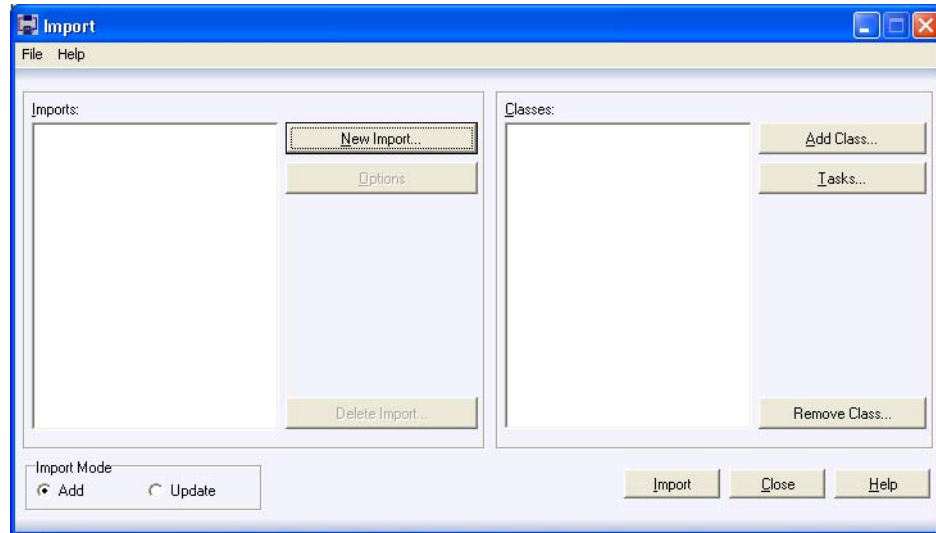 Import
File Help
Imports:
New Import...
Options
Delete Import...
Classes:
Add Class...
Tasks...
Remove Class...
Import Mode
Add Update
Import Close Help